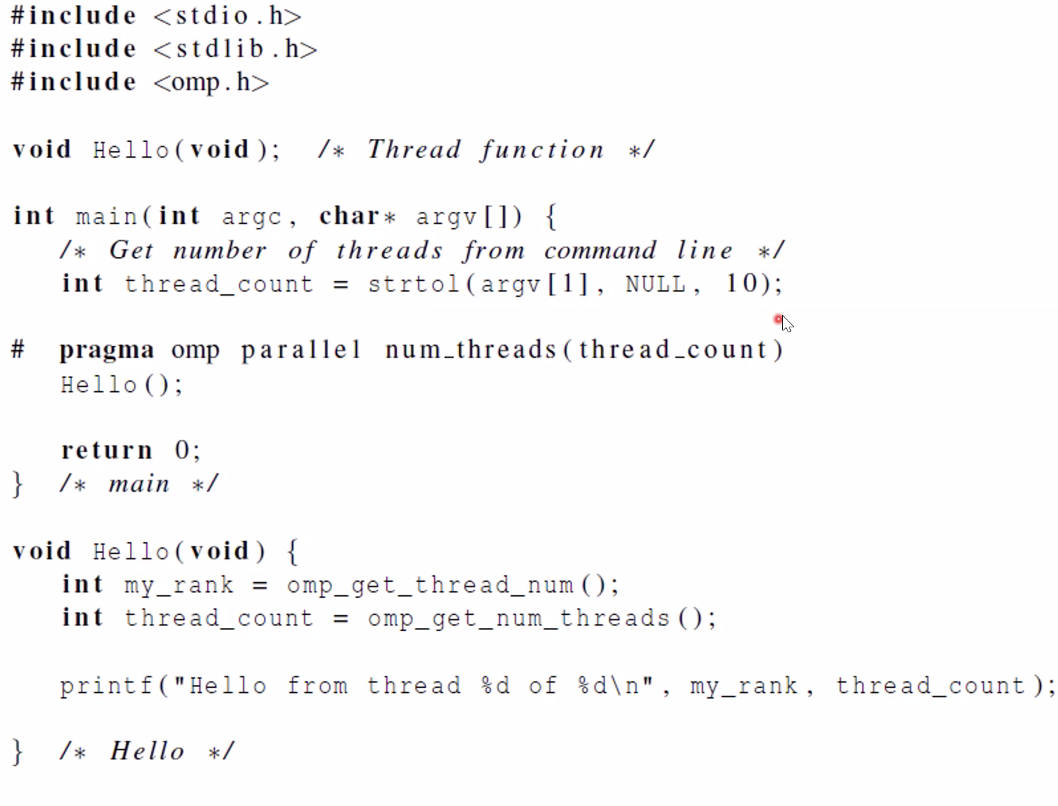 #include <stdio.h>
#include <stdlib.h>
#include <omp.h>
void Hello(void); /* Thread function */
int main(int argc, char* argv[]) {
/* Get number of threads from command line */
int thread_count = strtol(argv[1], NULL, 10);
# pragma omp parallel num_threads(thread_count)
Hello();
return 0;
} /* main */
void Hello(void) {
int my_rank = omp_get_thread_num();
int thread_count = omp_get_num_threads();
printf("Hello from thread %d of %d\n", my_rank, thread_count);
} /* Hello */